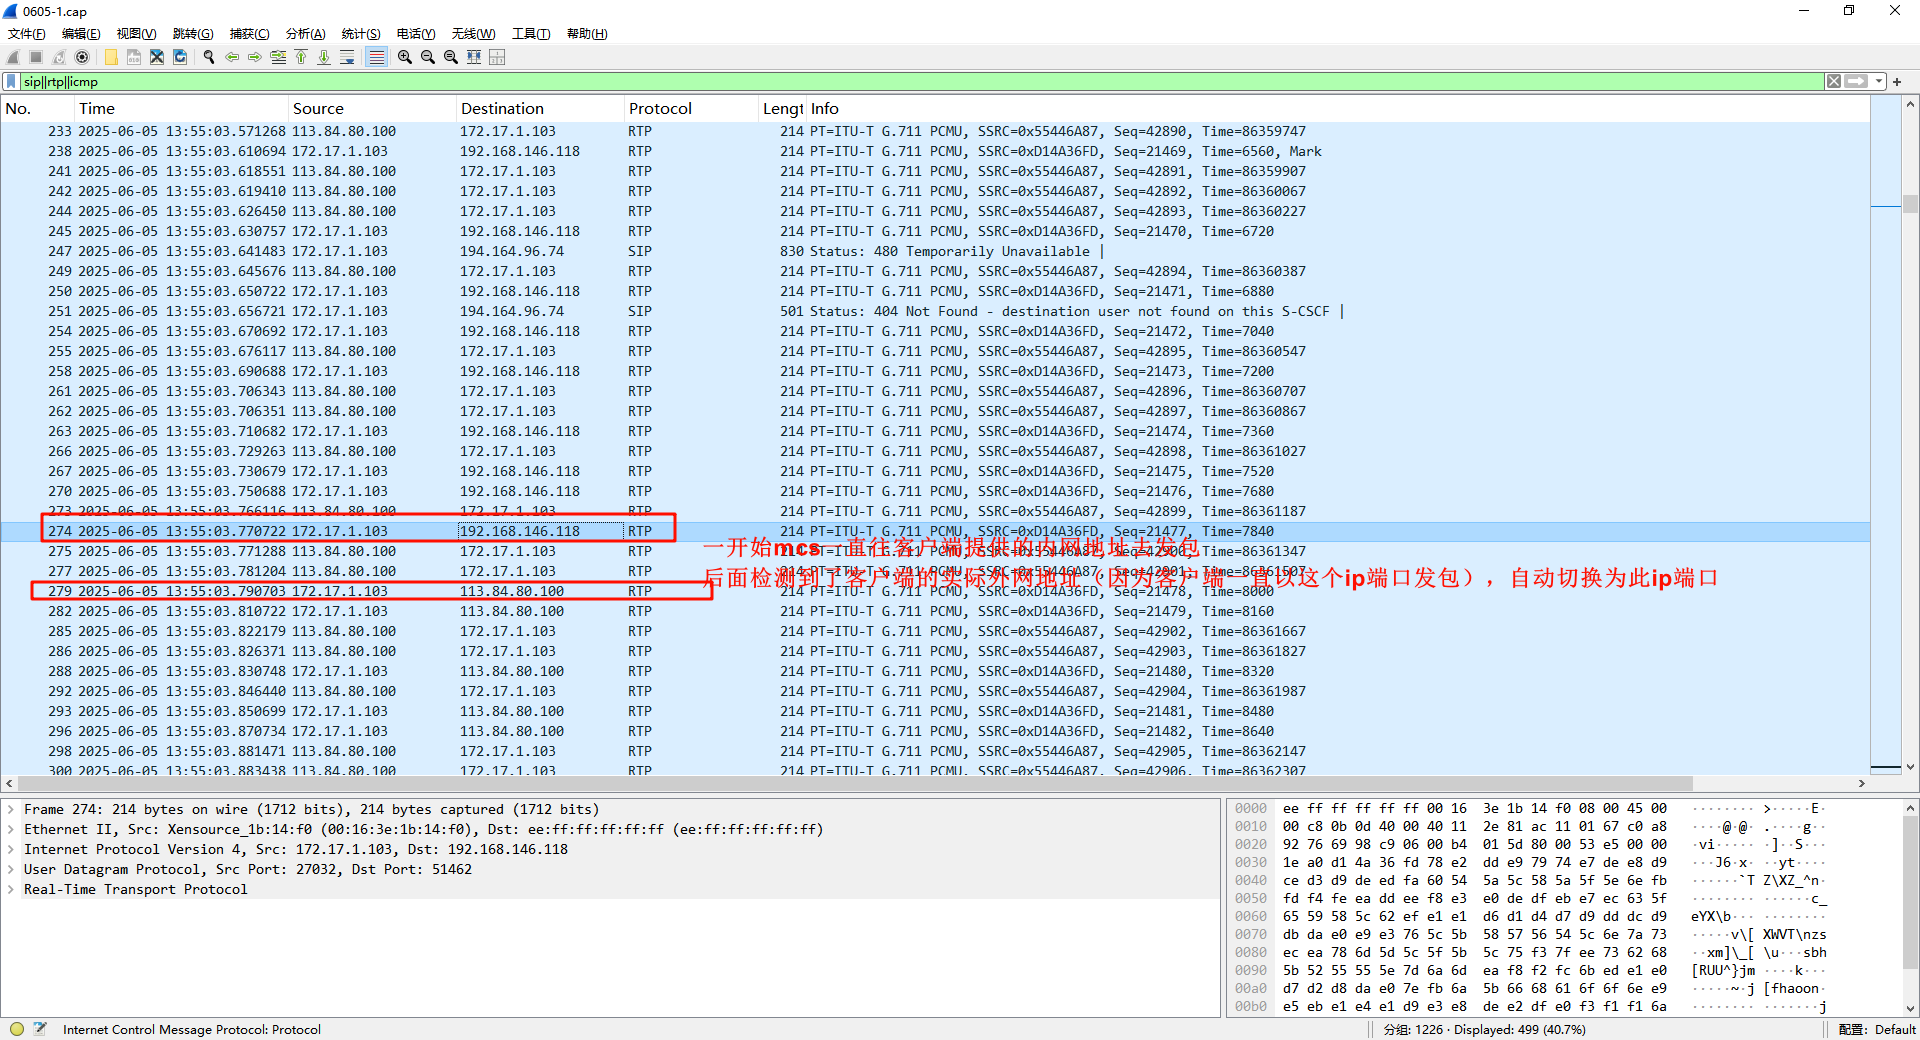 0605-1.cap
文件(F) 编辑(E) 视图(V) 跳转(G) 捕获(C) 分析(A) 统计(S) 电话(Y) 无线(W) 工具(T) 帮助(H)
sip||rtp||icmp
No. Time Source Destination Protocol Lengt Info
233 2025-06-05 13:55:03.571268 113.84.80.100 172.17.1.103 RTP 214 PT=ITU-T G.711 PCMU, SSRC=0x55446A87, Seq=42890, Time=86359747
238 2025-06-05 13:55:03.610694 172.17.1.103 192.168.146.118 RTP 214 PT=ITU-T G.711 PCMU, SSRC=0xD14A36FD, Seq=21469, Time=6560, Mark
241 2025-06-05 13:55:03.618551 113.84.80.100 172.17.1.103 RTP 214 PT=ITU-T G.711 PCMU, SSRC=0x55446A87, Seq=42891, Time=86359907
242 2025-06-05 13:55:03.619410 113.84.80.100 172.17.1.103 RTP 214 PT=ITU-T G.711 PCMU, SSRC=0x55446A87, Seq=42892, Time=86360067
244 2025-06-05 13:55:03.626450 113.84.80.100 172.17.1.103 RTP 214 PT=ITU-T G.711 PCMU, SSRC=0x55446A87, Seq=42893, Time=86360227
245 2025-06-05 13:55:03.630757 172.17.1.103 192.168.146.118 RTP 214 PT=ITU-T G.711 PCMU, SSRC=0xD14A36FD, Seq=21470, Time=6720
247 2025-06-05 13:55:03.641483 172.17.1.103 194.164.96.74 SIP 830 Status: 480 Temporarily Unavailable |
249 2025-06-05 13:55:03.645676 113.84.80.100 172.17.1.103 RTP 214 PT=ITU-T G.711 PCMU, SSRC=0x55446A87, Seq=42894, Time=86360387
250 2025-06-05 13:55:03.650722 172.17.1.103 192.168.146.118 RTP 214 PT=ITU-T G.711 PCMU, SSRC=0xD14A36FD, Seq=21471, Time=6880
251 2025-06-05 13:55:03.656721 172.17.1.103 194.164.96.74 SIP 501 Status: 404 Not Found - destination user not found on this S-CSCF |
254 2025-06-05 13:55:03.670692 172.17.1.103 192.168.146.118 RTP 214 PT=ITU-T G.711 PCMU, SSRC=0xD14A36FD, Seq=21472, Time=7040
255 2025-06-05 13:55:03.676117 113.84.80.100 172.17.1.103 RTP 214 PT=ITU-T G.711 PCMU, SSRC=0x55446A87, Seq=42895, Time=86360547
258 2025-06-05 13:55:03.690688 172.17.1.103 192.168.146.118 RTP 214 PT=ITU-T G.711 PCMU, SSRC=0xD14A36FD, Seq=21473, Time=7200
261 2025-06-05 13:55:03.706343 113.84.80.100 172.17.1.103 RTP 214 PT=ITU-T G.711 PCMU, SSRC=0x55446A87, Seq=42896, Time=86360707
262 2025-06-05 13:55:03.706351 113.84.80.100 172.17.1.103 RTP 214 PT=ITU-T G.711 PCMU, SSRC=0x55446A87, Seq=42897, Time=86360867
263 2025-06-05 13:55:03.710682 172.17.1.103 192.168.146.118 RTP 214 PT=ITU-T G.711 PCMU, SSRC=0xD14A36FD, Seq=21474, Time=7360
266 2025-06-05 13:55:03.729263 113.84.80.100 172.17.1.103 RTP 214 PT=ITU-T G.711 PCMU, SSRC=0x55446A87, Seq=42898, Time=86361027
267 2025-06-05 13:55:03.730679 172.17.1.103 192.168.146.118 RTP 214 PT=ITU-T G.711 PCMU, SSRC=0xD14A36FD, Seq=21475, Time=7520
270 2025-06-05 13:55:03.750688 172.17.1.103 192.168.146.118 RTP 214 PT=ITU-T G.711 PCMU, SSRC=0xD14A36FD, Seq=21476, Time=7680
273 2025-06-05 13:55:03.766116 113.84.80.100 172.17.1.103 RTP 214 PT=ITU-T G.711 PCMU, SSRC=0x55446A87, Seq=42899, Time=86361187
274 2025-06-05 13:55:03.770722 172.17.1.103 192.168.146.118 RTP 214 PT=ITU-T G.711 PCMU, SSRC=0xD14A36FD, Seq=21477, Time=7840
一开始mcs一直往客户端提供的内网地址去发包
275 2025-06-05 13:55:03.771288 113.84.80.100 172.17.1.103 RTP 214 PT=ITU-T G.711 PCMU, SSRC=0x55446A87, Seq=42900, Time=86361347
277 2025-06-05 13:55:03.781204 113.84.80.100 172.17.1.103 RTP 214 PT=ITU-T G.711 PCMU, SSRC=0x55446A87, Seq=42901, Time=86361507
后面检测到了客户端的实际外网地址（因为客户端一直以这个ip端口发包），自动切换为此ip端口
279 2025-06-05 13:55:03.790703 172.17.1.103 113.84.80.100 RTP 214 PT=ITU-T G.711 PCMU, SSRC=0xD14A36FD, Seq=21478, Time=8000
282 2025-06-05 13:55:03.810722 172.17.1.103 113.84.80.100 RTP 214 PT=ITU-T G.711 PCMU, SSRC=0xD14A36FD, Seq=21479, Time=8160
285 2025-06-05 13:55:03.822179 113.84.80.100 172.17.1.103 RTP 214 PT=ITU-T G.711 PCMU, SSRC=0x55446A87, Seq=42902, Time=86361667
286 2025-06-05 13:55:03.826371 113.84.80.100 172.17.1.103 RTP 214 PT=ITU-T G.711 PCMU, SSRC=0x55446A87, Seq=42903, Time=86361827
288 2025-06-05 13:55:03.830748 172.17.1.103 113.84.80.100 RTP 214 PT=ITU-T G.711 PCMU, SSRC=0xD14A36FD, Seq=21480, Time=8320
292 2025-06-05 13:55:03.846440 113.84.80.100 172.17.1.103 RTP 214 PT=ITU-T G.711 PCMU, SSRC=0x55446A87, Seq=42904, Time=86361987
293 2025-06-05 13:55:03.850699 172.17.1.103 113.84.80.100 RTP 214 PT=ITU-T G.711 PCMU, SSRC=0xD14A36FD, Seq=21481, Time=8480
296 2025-06-05 13:55:03.870734 172.17.1.103 113.84.80.100 RTP 214 PT=ITU-T G.711 PCMU, SSRC=0xD14A36FD, Seq=21482, Time=8640
298 2025-06-05 13:55:03.881471 113.84.80.100 172.17.1.103 RTP 214 PT=ITU-T G.711 PCMU, SSRC=0x55446A87, Seq=42905, Time=86362147
300 2025-06-05 13:55:03.883438 113.84.80.100 172.17.1.103 RTP 214 PT=ITU-T G.711 PCMU, SSRC=0x55446A87, Seq=42906, Time=86362307
Frame 274: 214 bytes on wire (1712 bits), 214 bytes captured (1712 bits)
Ethernet II, Src: Xensource_1b:14:f0 (00:16:3e:1b:14:f0), Dst: ee:ff:ff:ff:ff:ff (ee:ff:ff:ff:ff:ff)
Internet Protocol Version 4, Src: 172.17.1.103, Dst: 192.168.146.118
User Datagram Protocol, Src Port: 27032, Dst Port: 51462
Real-Time Transport Protocol
0000 ee ff ff ff ff ff 00 16 3e 1b 14 f0 08 00 45 00 ········ >·····E·
0010 00 c8 0b 0d 40 00 40 11 2e 81 ac 11 01 67 c0 a8 ····@·@· .····g··
0020 92 76 69 98 c9 06 00 b4 01 5d 80 00 53 e5 00 00 ·vi····· ·]··S···
0030 1e a0 d1 4a 36 fd 78 e2 dd e9 79 74 e7 de e8 d9 ···J6·x· ··yt····
0040 ce d3 d9 de ed fa 60 54 5a 5c 58 5a 5f 5e 6e fb ······`T Z\XZ_^n·
0050 fd f4 fe ea dd ee f8 e3 e0 de df eb e7 ec 63 5f ········ ······c_
0060 65 59 58 5c 62 ef e1 e1 d6 d1 d4 d7 d9 dd dc d9 eYX\b··· ········
0070 db da e0 e9 e3 76 5c 5b 58 57 56 54 5c 6e 7a 73 ·····v\[ XWVT\nzs
0080 ec ea 78 6d 5d 5c 5f 5b 5c 75 f3 7f ee 73 62 68 ··xm]\_[ \u···sbh
0090 5b 52 55 55 5e 7d 6a 6d ea f8 f2 fc 6b ed e1 e0 [RUU^}jm ····k···
00a0 d7 d2 d8 da e0 7e fb 6a 5b 66 68 61 6f 6f 6e e9 ·····~·j [fhaoon·
00b0 e5 eb e1 e4 e1 d9 e3 e8 de e2 df e0 f3 f1 f1 6a ········ ·······j
Internet Control Message Protocol: Protocol 分组: 1226 · Displayed: 499 (40.7%) 配置: Default